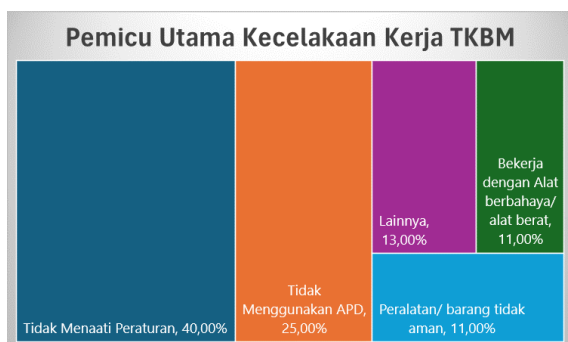 Pemicu Utama Kecelakaan Kerja TKBM
Tidak Menaati Peraturan, 40,00%
Tidak
Menggunakan APD,
25,00%
Lainnya,
13,00%
Bekerja
dengan Alat
berbahaya/
alat berat,
11,00%
Peralatan/ barang tidak
aman, 11,00%